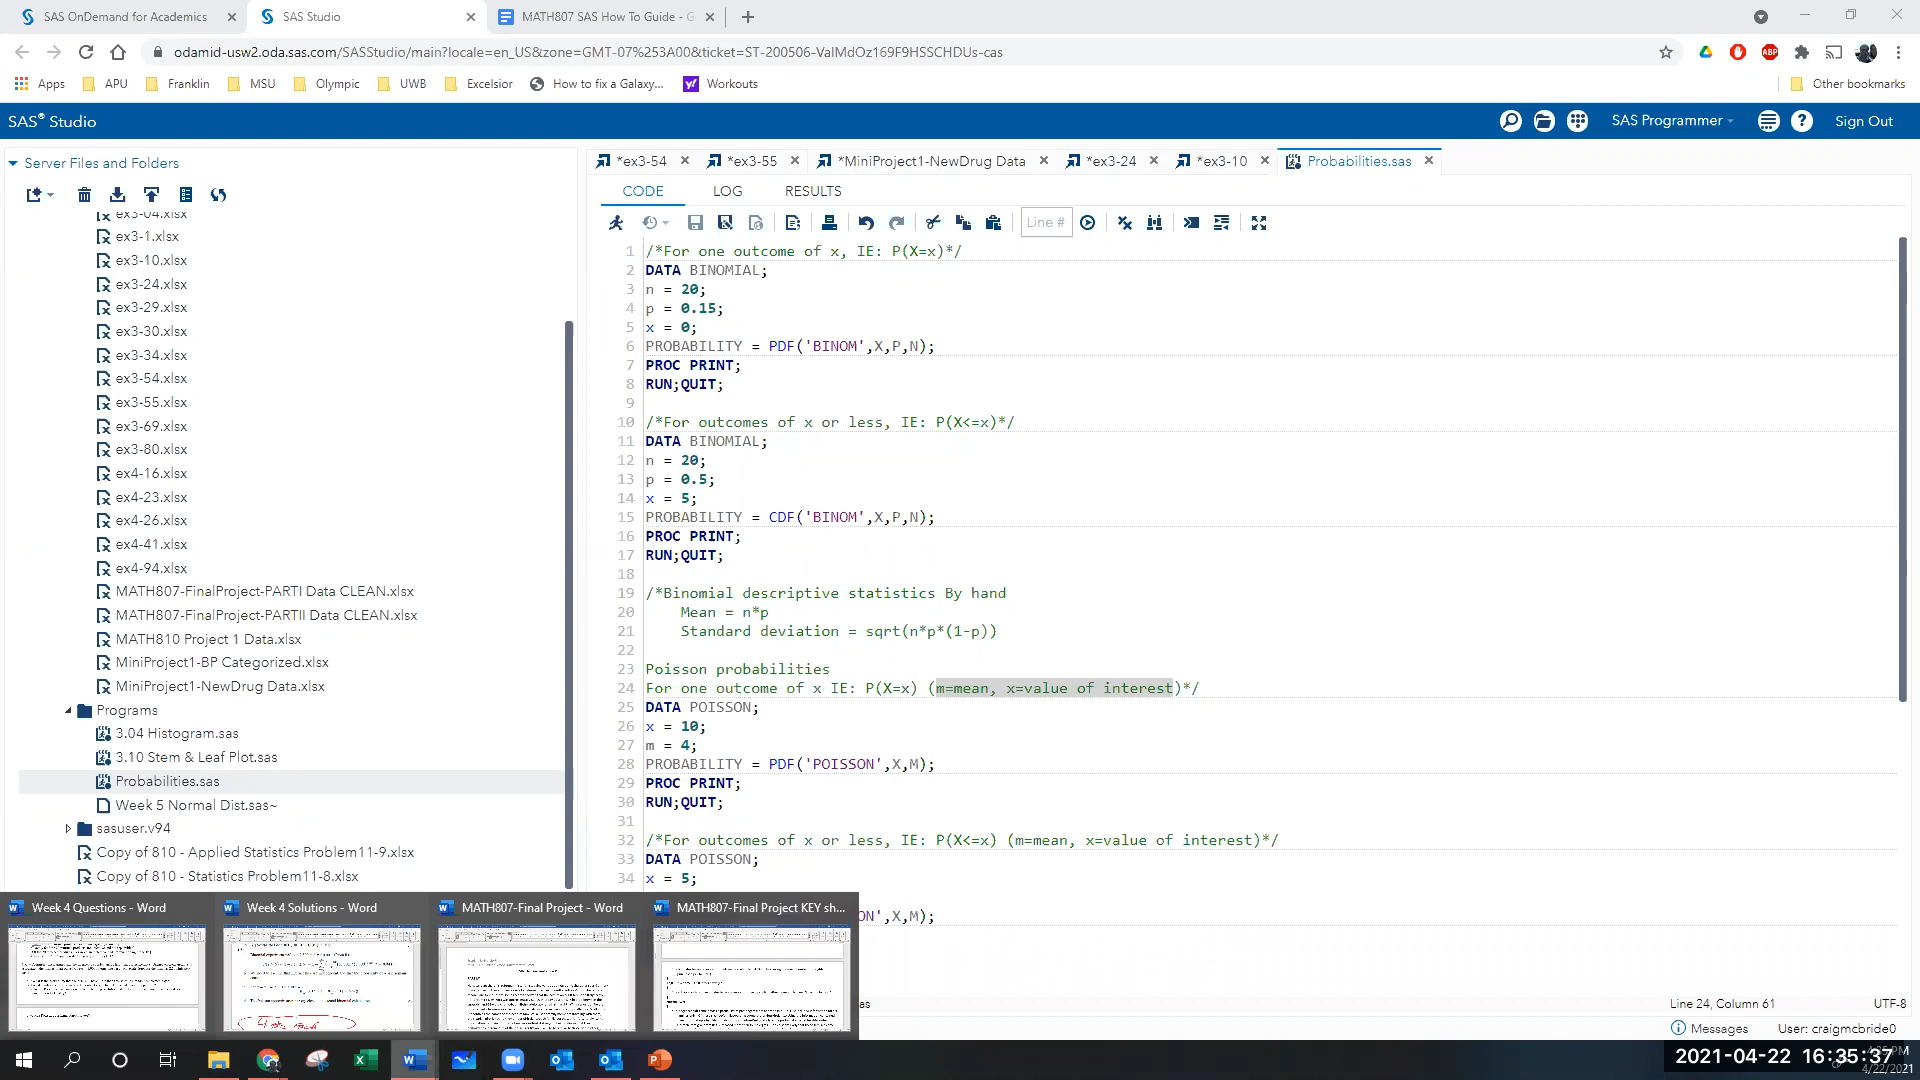 SAS OnDemand for Academics
SAS Studio
MATH807 SAS How To Guide - G
odamid-usw2.oda.sas.com/SASStudio/main?locale=en_US&zone=GMT-07%253A00&ticket=ST-200506-ValMdOz169F9HSSCHDUs-cas
Apps
APU
Franklin
MSU
Olympic
UWB
Excelsior
How to fix a Galaxy...
Workouts
Other bookmarks
SAS® Studio
SAS Programmer
Sign Out
Server Files and Folders
ex3-04.xlsx
ex3-1.xlsx
ex3-10.xlsx
ex3-24.xlsx
ex3-29.xlsx
ex3-30.xlsx
ex3-34.xlsx
ex3-54.xlsx
ex3-55.xlsx
ex3-69.xlsx
ex3-80.xlsx
ex4-16.xlsx
ex4-23.xlsx
ex4-26.xlsx
ex4-41.xlsx
ex4-94.xlsx
MATH807-FinalProject-PARTI Data CLEAN.xlsx
MATH807-FinalProject-PARTII Data CLEAN.xlsx
MATH810 Project 1 Data.xlsx
MiniProject1-BP Categorized.xlsx
MiniProject1-NewDrug Data.xlsx
Programs
3.04 Histogram.sas
3.10 Stem & Leaf Plot.sas
Probabilities.sas
Week 5 Normal Dist.sas~
sasuser.v94
Copy of 810 - Applied Statistics Problem11-9.xlsx
Copy of 810 - Statistics Problem11-8.xlsx
*ex3-54
*ex3-55
*MiniProject1-NewDrug Data
*ex3-24
*ex3-10
Probabilities.sas
CODE
LOG
RESULTS
Line #
1 /*For one outcome of x, IE: P(X=x)*/
2 DATA BINOMIAL;
3 n = 20;
4 p = 0.15;
5 x = 0;
6 PROBABILITY = PDF('BINOM',X,P,N);
7 PROC PRINT;
8 RUN;QUIT;
9
10 /*For outcomes of x or less, IE: P(X<=x)*/
11 DATA BINOMIAL;
12 n = 20;
13 p = 0.5;
14 x = 5;
15 PROBABILITY = CDF('BINOM',X,P,N);
16 PROC PRINT;
17 RUN;QUIT;
18
19 /*Binomial descriptive statistics By hand
20 Mean = n*p
21 Standard deviation = sqrt(n*p*(1-p))
22
23 Poisson probabilities
24 For one outcome of x IE: P(X=x) (m=mean, x=value of interest)*/
25 DATA POISSON;
26 x = 10;
27 m = 4;
28 PROBABILITY = PDF('POISSON',X,M);
29 PROC PRINT;
30 RUN;QUIT;
31
32 /*For outcomes of x or less, IE: P(X<=x) (m=mean, x=value of interest)*/
33 DATA POISSON;
34 x = 5;
ON',X,M);
as
Line 24, Column 61
UTF-8
Messages
User: craigmcbride0
Week 4 Questions - Word
Week 4 Solutions - Word
MATH807-Final Project - Word
MATH807-Final Project KEY sh...
2021-04-22 16:35:37
4/22/2021